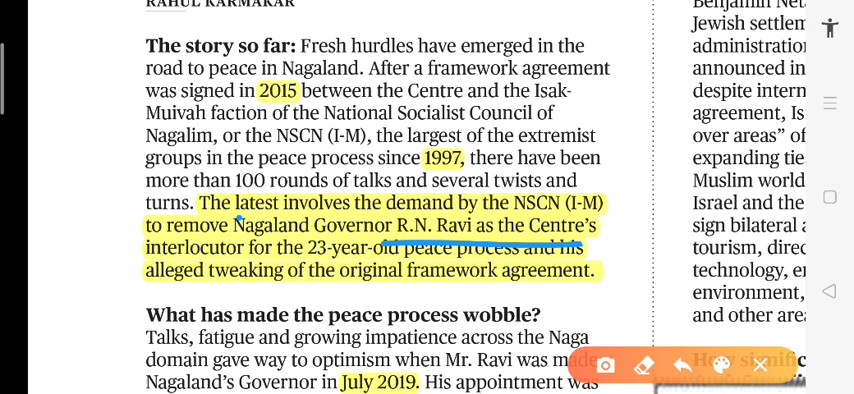 RAHUL KARMAKAR
The story so far: Fresh hurdles have emerged in the
road to peace in Nagaland. After a framework agreement
was signed in 2015 between the Centre and the Isak-
Muivah faction of the National Socialist Council of
Nagalim, or the NSCN (I-M), the largest of the extremist
groups in the peace process since 1997, there have been
more than 100 rounds of talks and several twists and
turns. The latest involves the demand by the NSCN (I-M)
to remove Nagaland Governor R.N. Ravi as the Centre's
interlocutor for the 23-year-old peace process and his
alleged tweaking of the original framework agreement.
What has made the peace process wobble?
Talks, fatigue and growing impatience across the Naga
domain gave way to optimism when Mr. Ravi was made
Nagaland's Governor in July 2019. His appointment was
Benjamin Net
Jewish settlem
administratio
announced in
despite intern
agreement, Is
over areas” of
expanding tie
Muslim world
Israel and the
sign bilateral a
tourism, direc
technology, e
environment,
and other area
How signific